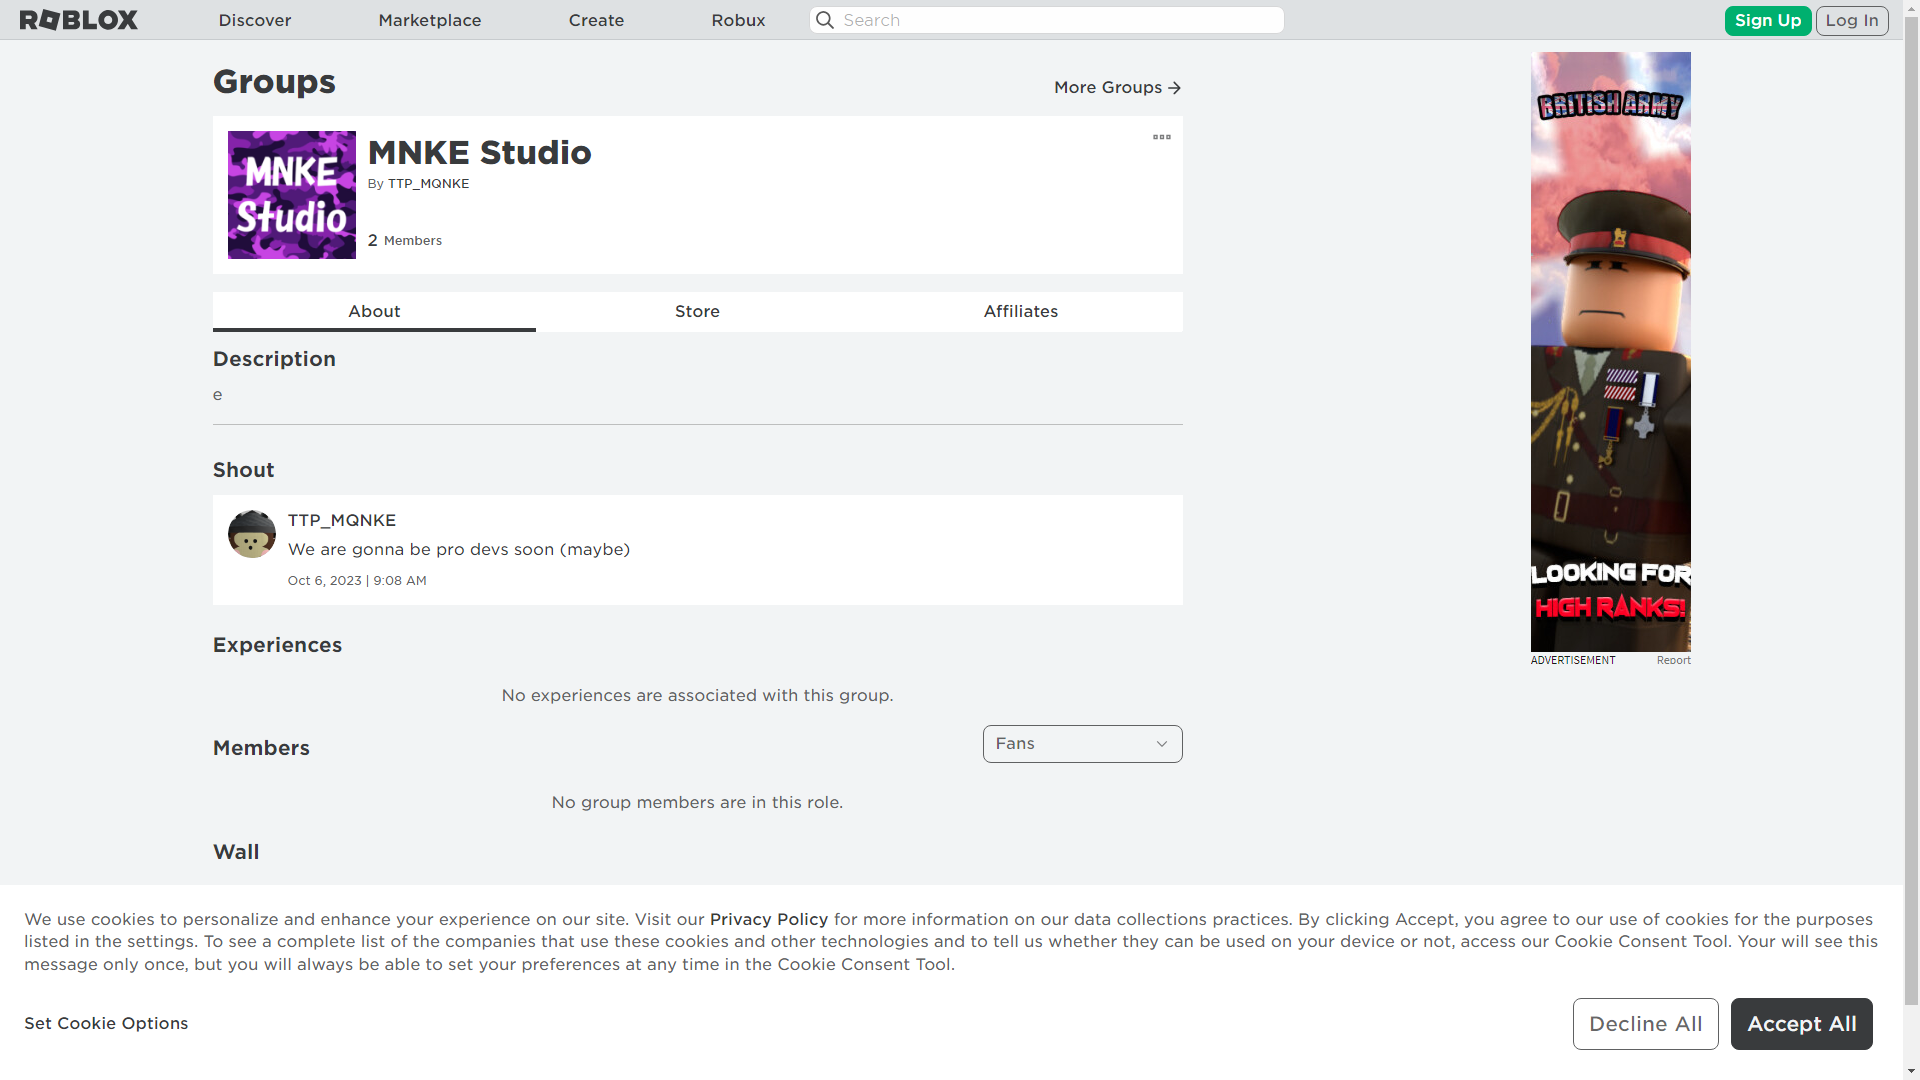 ROBLOX
Discover
Marketplace
Create
Robux
Search
Sign Up
Log In
Groups
More Groups
MNKE
Studio
MNKE Studio
By TTP_MQNKE
2 Members
About
Store
Affiliates
Description
e
Shout
TTP_MQNKE
We are gonna be pro devs soon (maybe)
Oct 6, 2023 | 9:08 AM
Experiences
No experiences are associated with this group.
Members
Fans
No group members are in this role.
Wall
BRITISH ARMY
LOOKING FOR
HIGH RANKS!
ADVERTISEMENT
Report
We use cookies to personalize and enhance your experience on our site. Visit our Privacy Policy for more information on our data collections practices. By clicking Accept, you agree to our use of cookies for the purposes
listed in the settings. To see a complete list of the companies that use these cookies and other technologies and to tell us whether they can be used on your device or not, access our Cookie Consent Tool. Your will see this
message only once, but you will always be able to set your preferences at any time in the Cookie Consent Tool.
Set Cookie Options
Decline All
Accept All